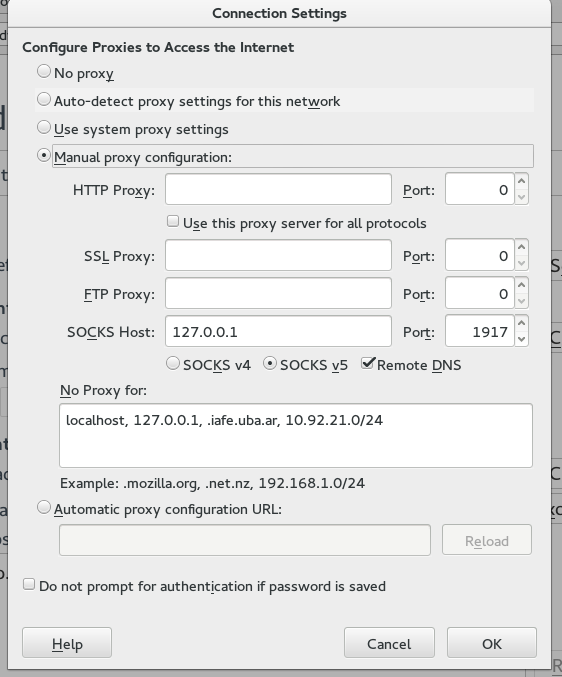 Connection Settings
Configure Proxies to Access the Internet
No proxy
Auto-detect proxy settings for this network
Use system proxy settings
Manual proxy configuration:
HTTP Proxy: Port: 0
Use this proxy server for all protocols
SSL Proxy: Port: 0
FTP Proxy: Port: 0
SOCKS Host: 127.0.0.1 Port: 1917
SOCKS v4 SOCKS v5 Remote DNS
No Proxy for:
localhost, 127.0.0.1, .iafe.uba.ar, 10.92.21.0/24
Example: .mozilla.org, .net.nz, 192.168.1.0/24
Automatic proxy configuration URL:
Reload
Do not prompt for authentication if password is saved
Help Cancel OK